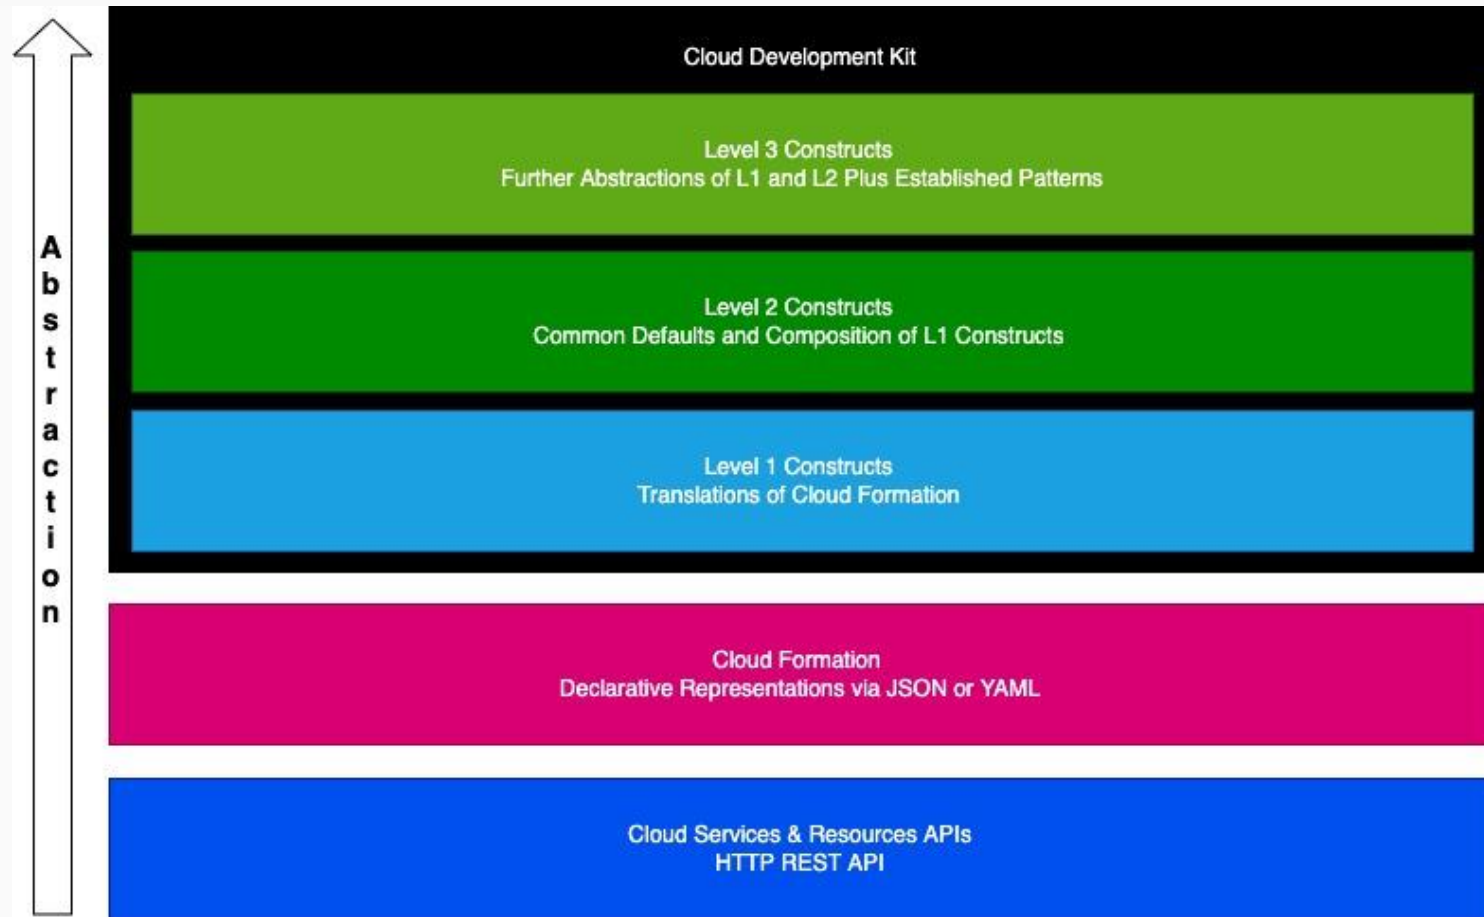 Cloud Development Kit
Abstraction
Level 3 Constructs
Further Abstractions of L1 and L2 Plus Established Patterns
Level 2 Constructs
Common Defaults and Composition of L1 Constructs
Level 1 Constructs
Translations of Cloud Formation
Cloud Formation
Declarative Representations via JSON or YAML
Cloud Services & Resources APIs
HTTP REST API